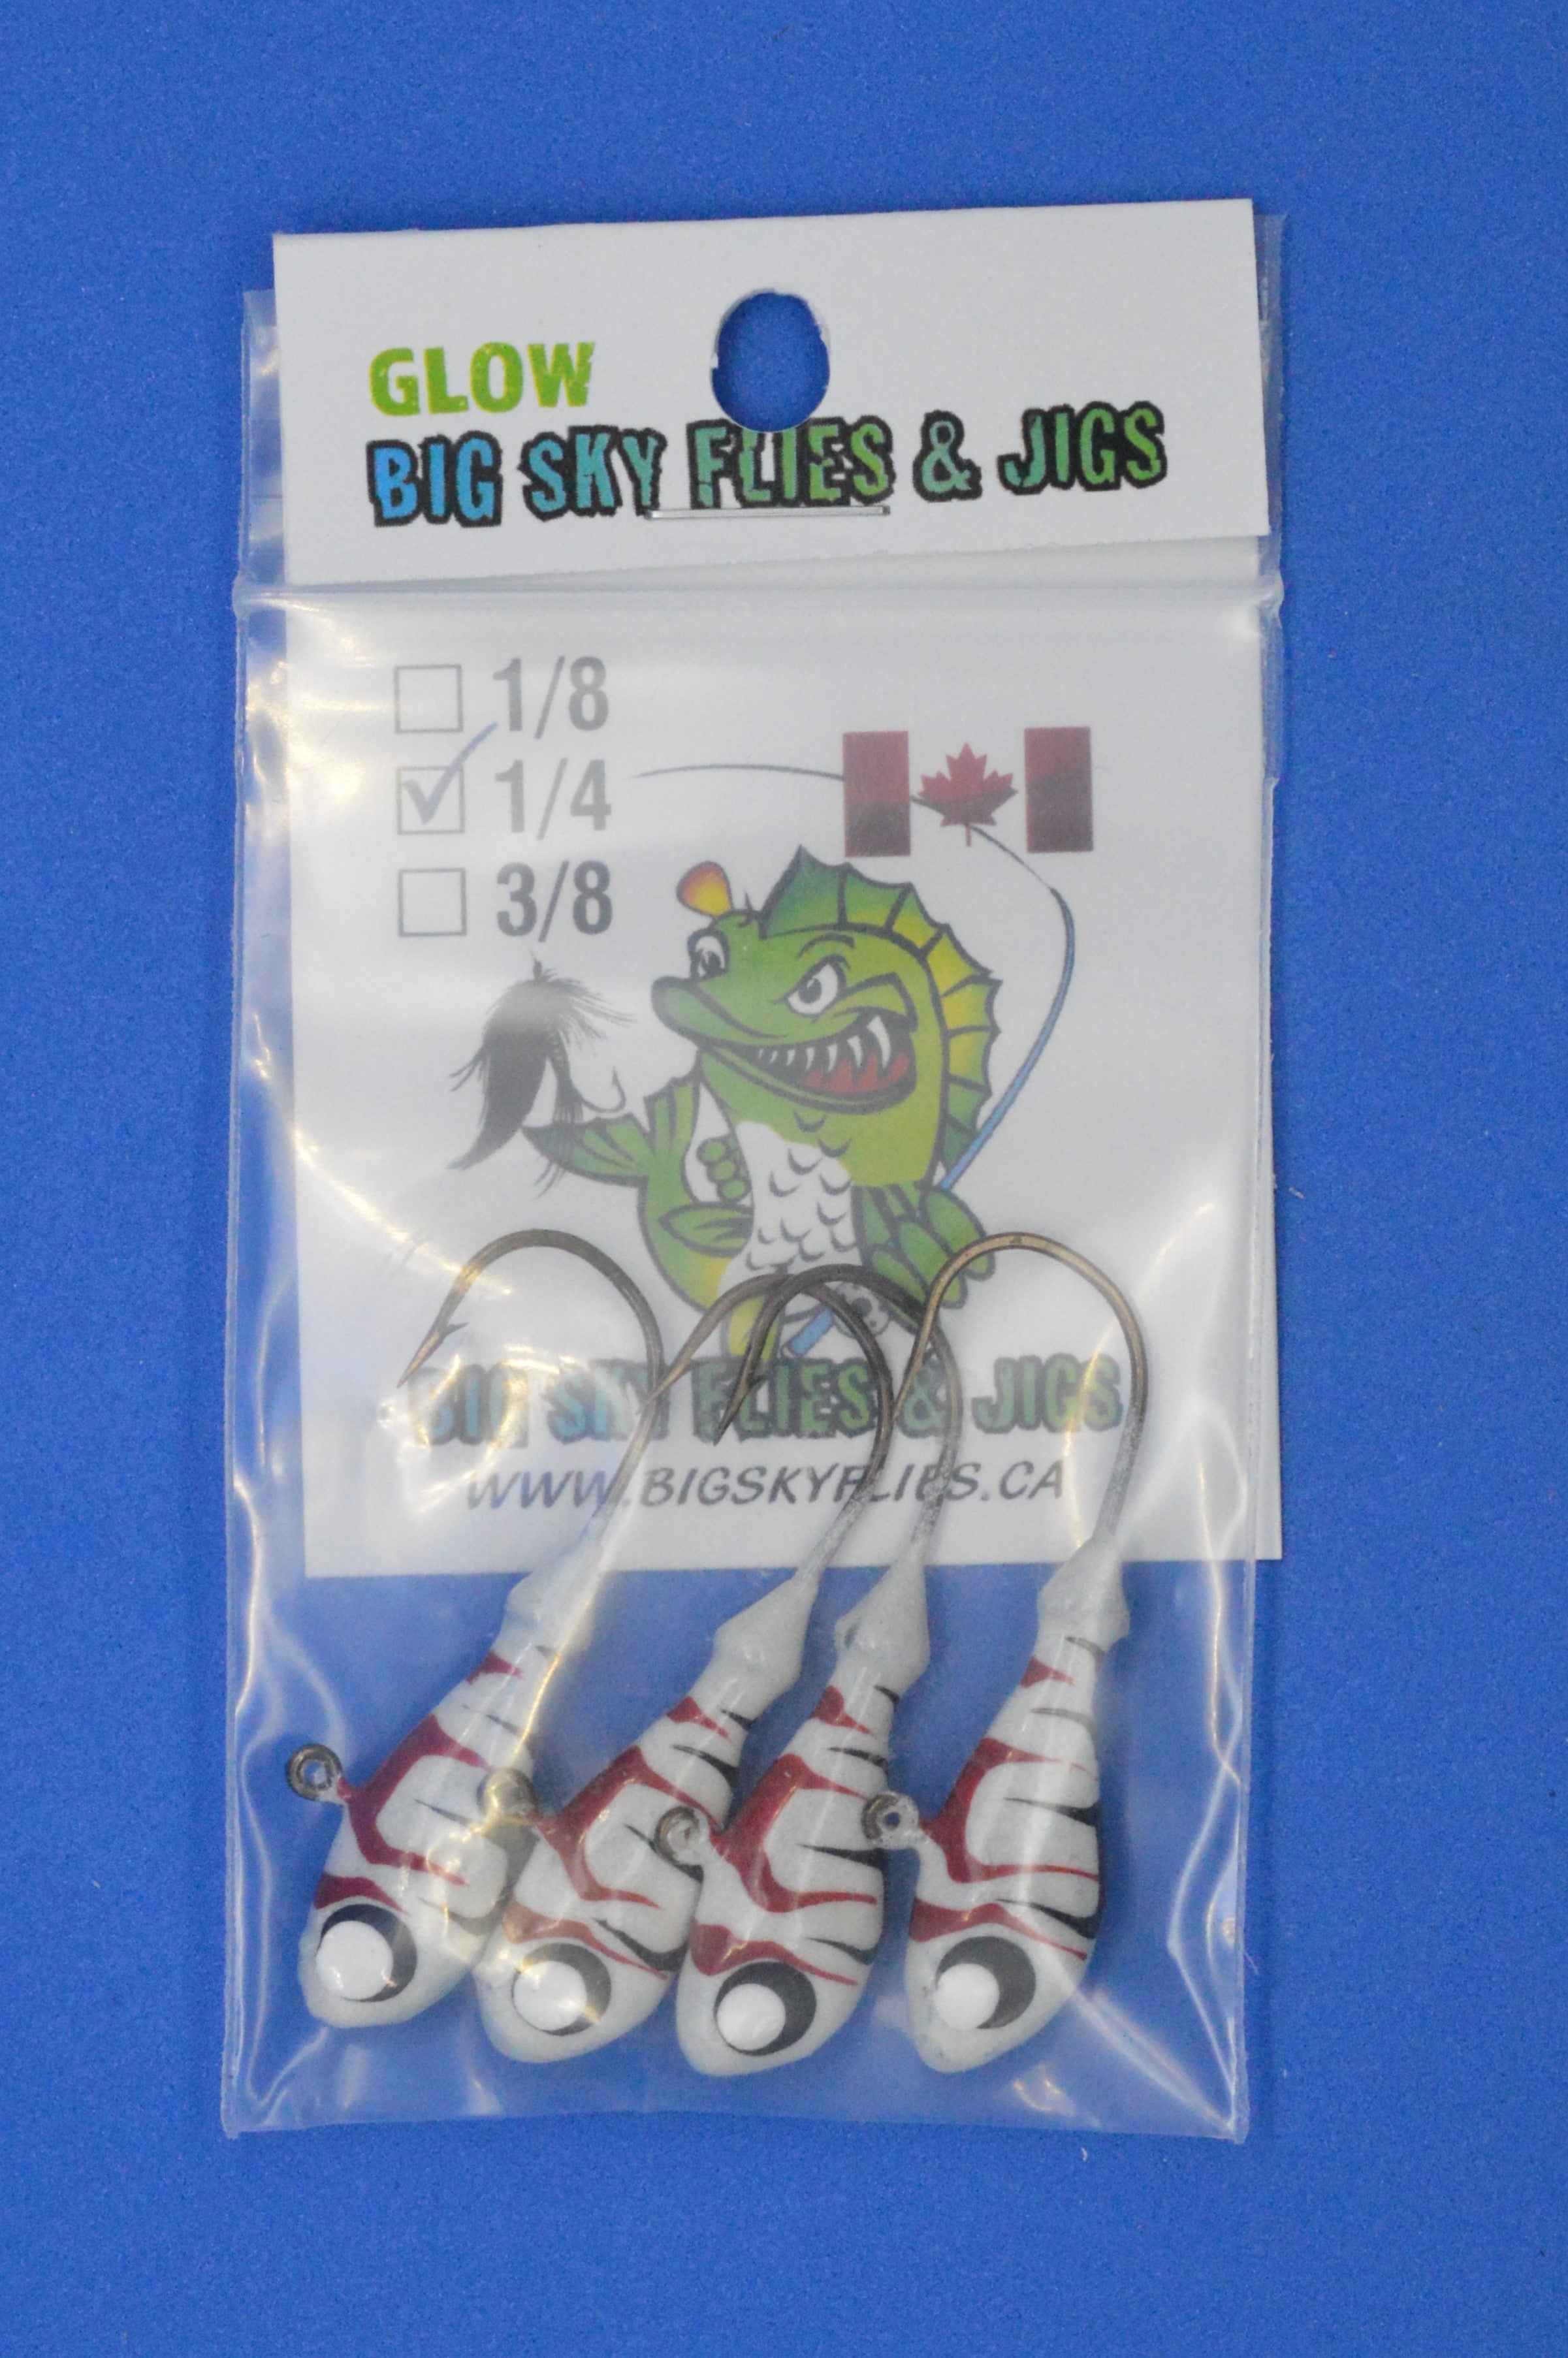 GLOW
BIG SKY FLIES & JIGS
1/8
1/4
3/8
BIG SKY FLIES & JIGS
WWW.BIGSKYFLIES.CA